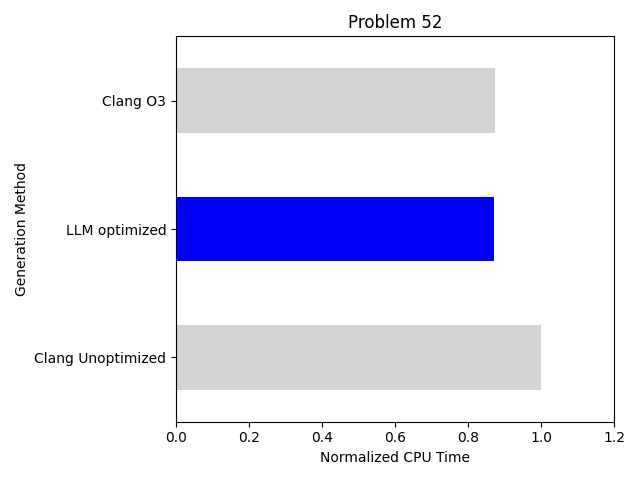 Problem 52
Generation Method
Clang O3
LLM optimized
Clang Unoptimized
0.0 0.2 0.4 0.6 0.8 1.0 1.2
Normalized CPU Time